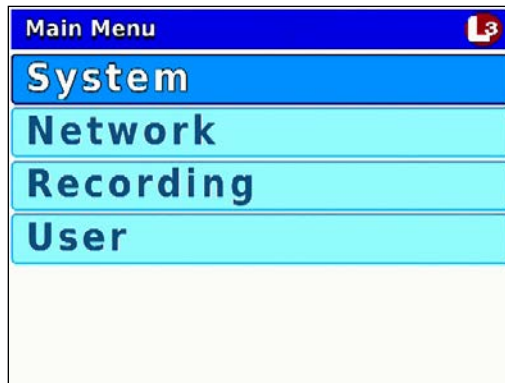 Main Menu
L3
System
Network
Recording
User